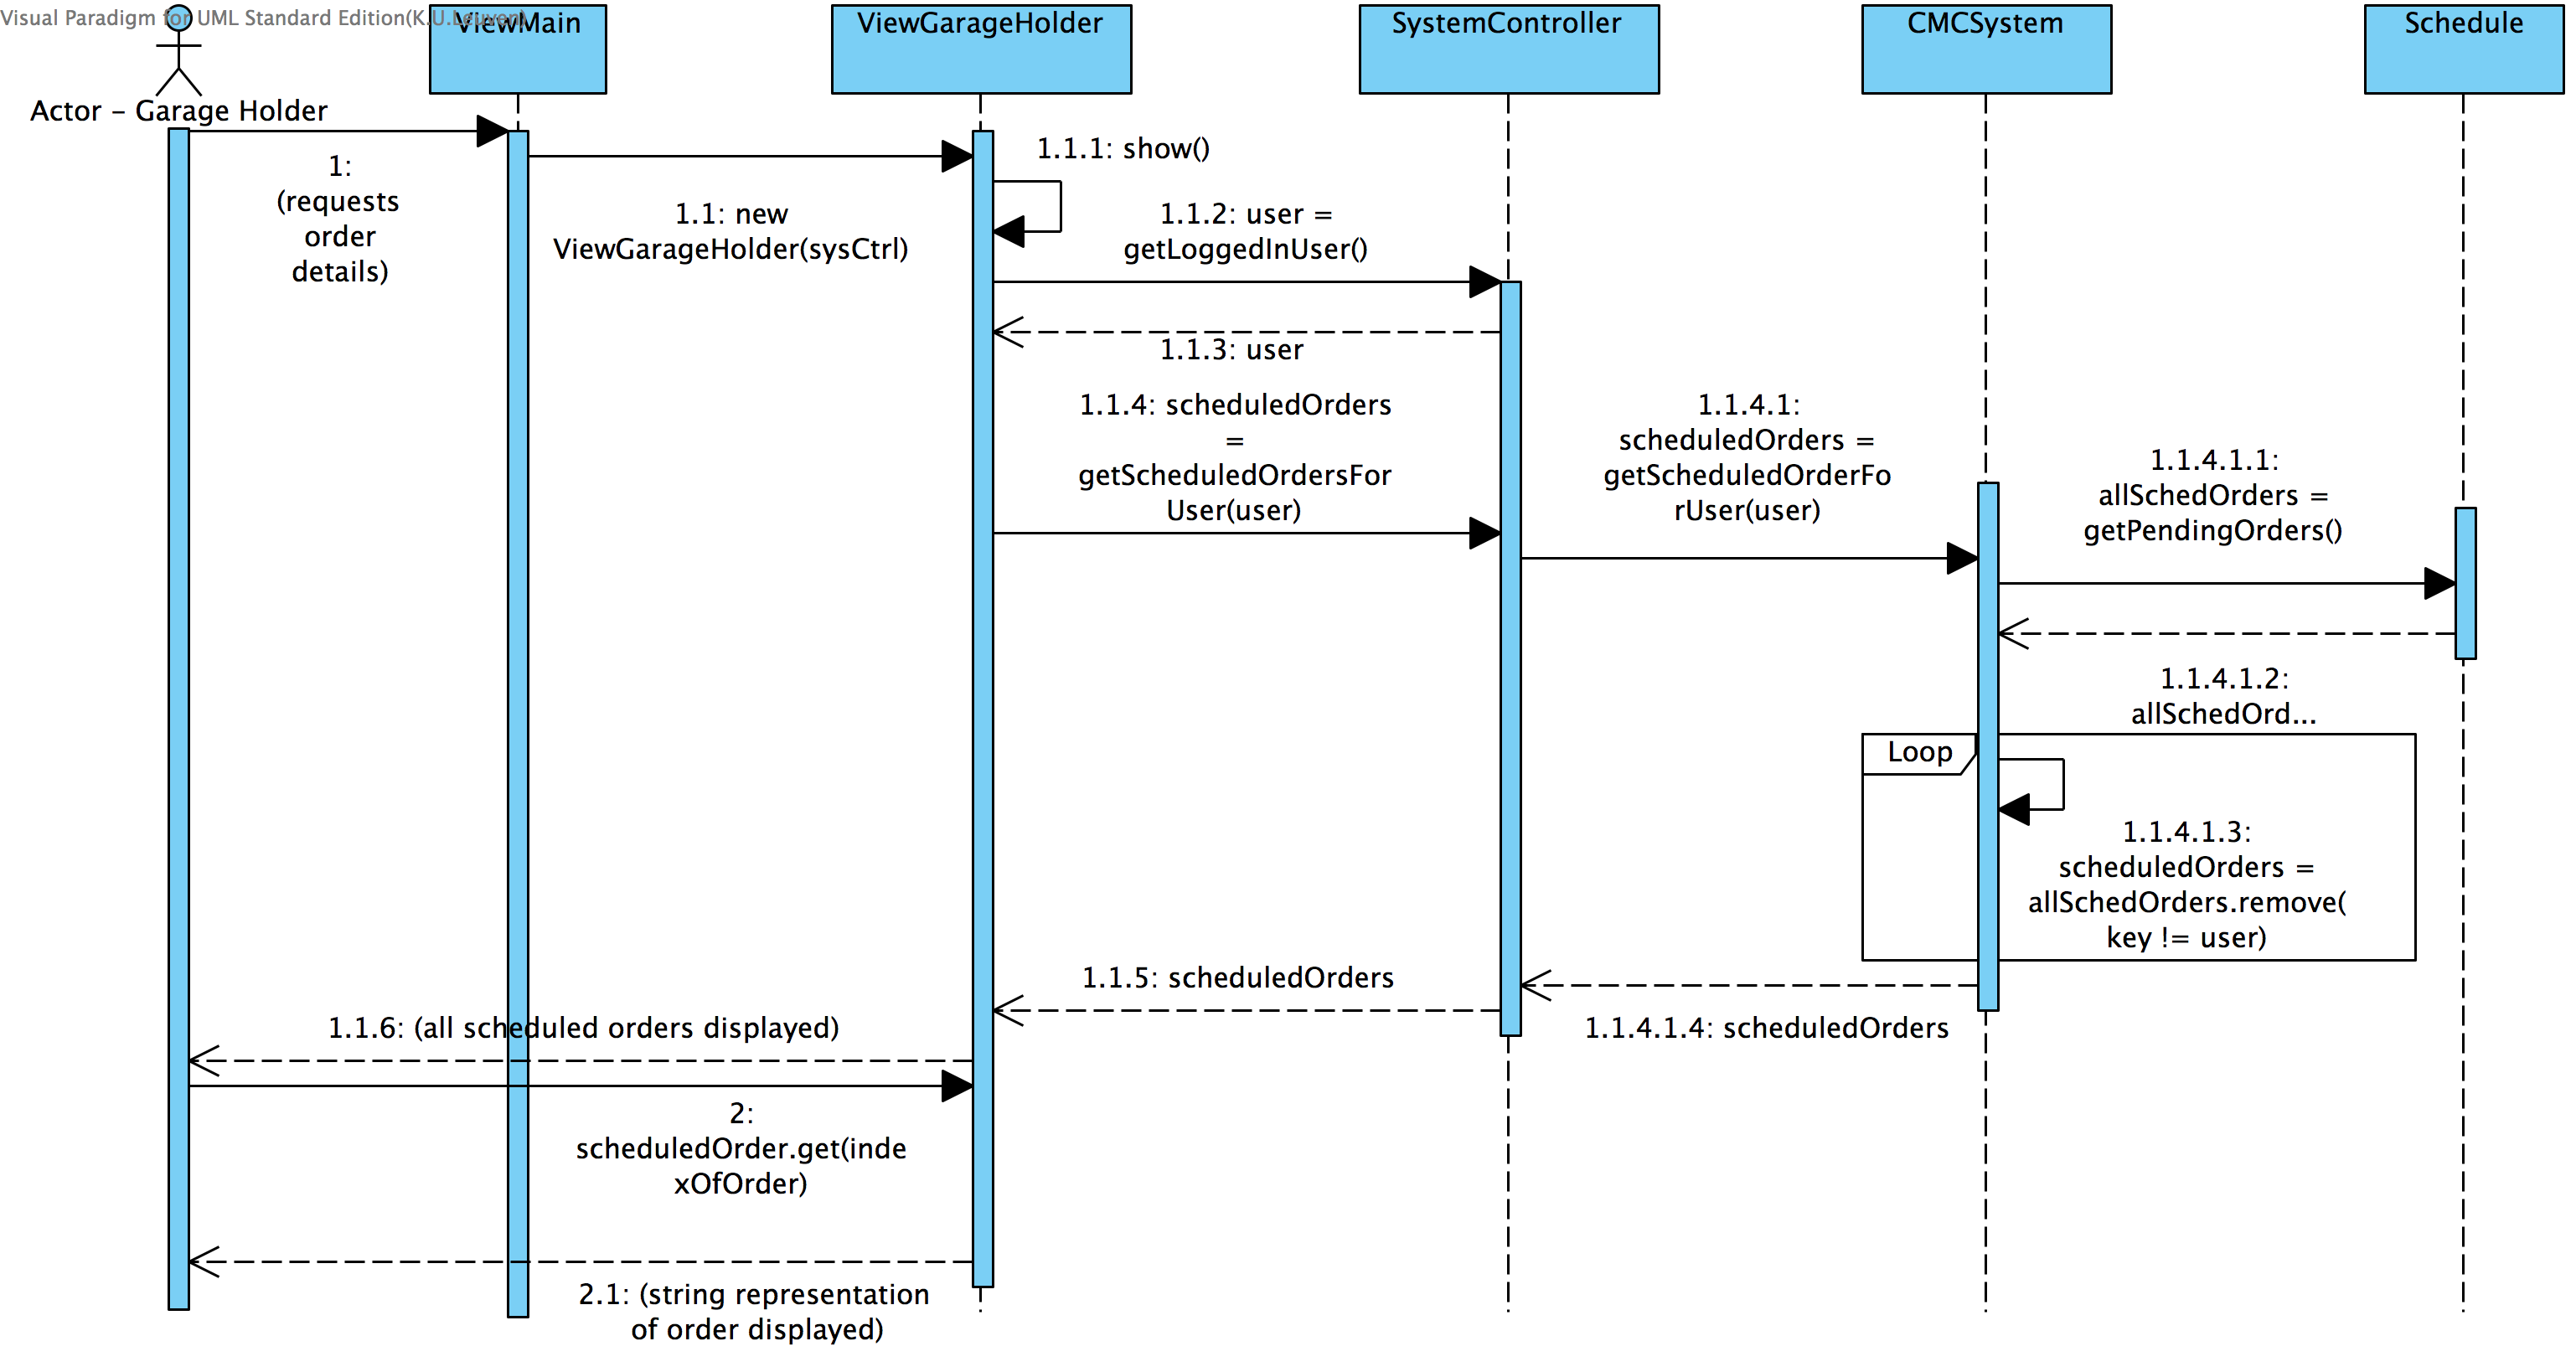 Visual Paradigm for UML Standard Edition(K.U.Leuven)
ViewMain
ViewGarageHolder
SystemController
CMCSystem
Schedule
Actor – Garage Holder
1:
(requests
order
details)
1.1: new
ViewGarageHolder(sysCtrl)
1.1.1: show()
1.1.2: user =
getLoggedInUser()
1.1.3: user
1.1.4: scheduledOrders
=
getScheduledOrdersFor
User(user)
1.1.4.1:
scheduledOrders =
getScheduledOrderFo
rUser(user)
1.1.4.1.1:
allSchedOrders =
getPendingOrders()
1.1.4.1.2:
allSchedOrd...
Loop
1.1.4.1.3:
scheduledOrders =
allSchedOrders.remove(
key != user)
1.1.4.1.4: scheduledOrders
1.1.5: scheduledOrders
1.1.6: (all scheduled orders displayed)
2:
scheduledOrder.get(inde
xOfOrder)
2.1: (string representation
of order displayed)